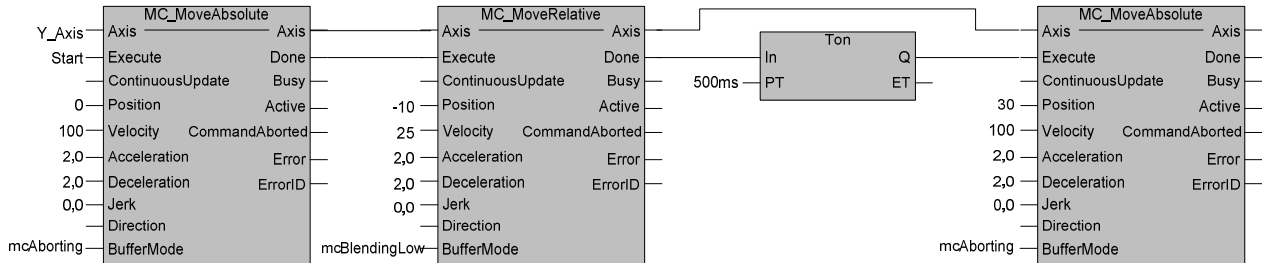 MC_MoveAbsolute
Y_Axis Axis Axis
Start Execute Done
ContinuousUpdate Busy
0 Position Active
100 Velocity CommandAborted
2,0 Acceleration Error
2,0 Deceleration ErrorID
0,0 Jerk
Direction
mcAborting BufferMode
MC_MoveRelative
Axis Axis
Execute Done
ContinuousUpdate Busy
-10 Position Active
25 Velocity CommandAborted
2,0 Acceleration Error
2,0 Deceleration ErrorID
0,0 Jerk
Direction
mcBlendingLow BufferMode
Ton
In Q
500ms PT ET
MC_MoveAbsolute
Axis Axis
Execute Done
ContinuousUpdate Busy
30 Position Active
100 Velocity CommandAborted
2,0 Acceleration Error
2,0 Deceleration ErrorID
0,0 Jerk
Direction
mcAborting BufferMode